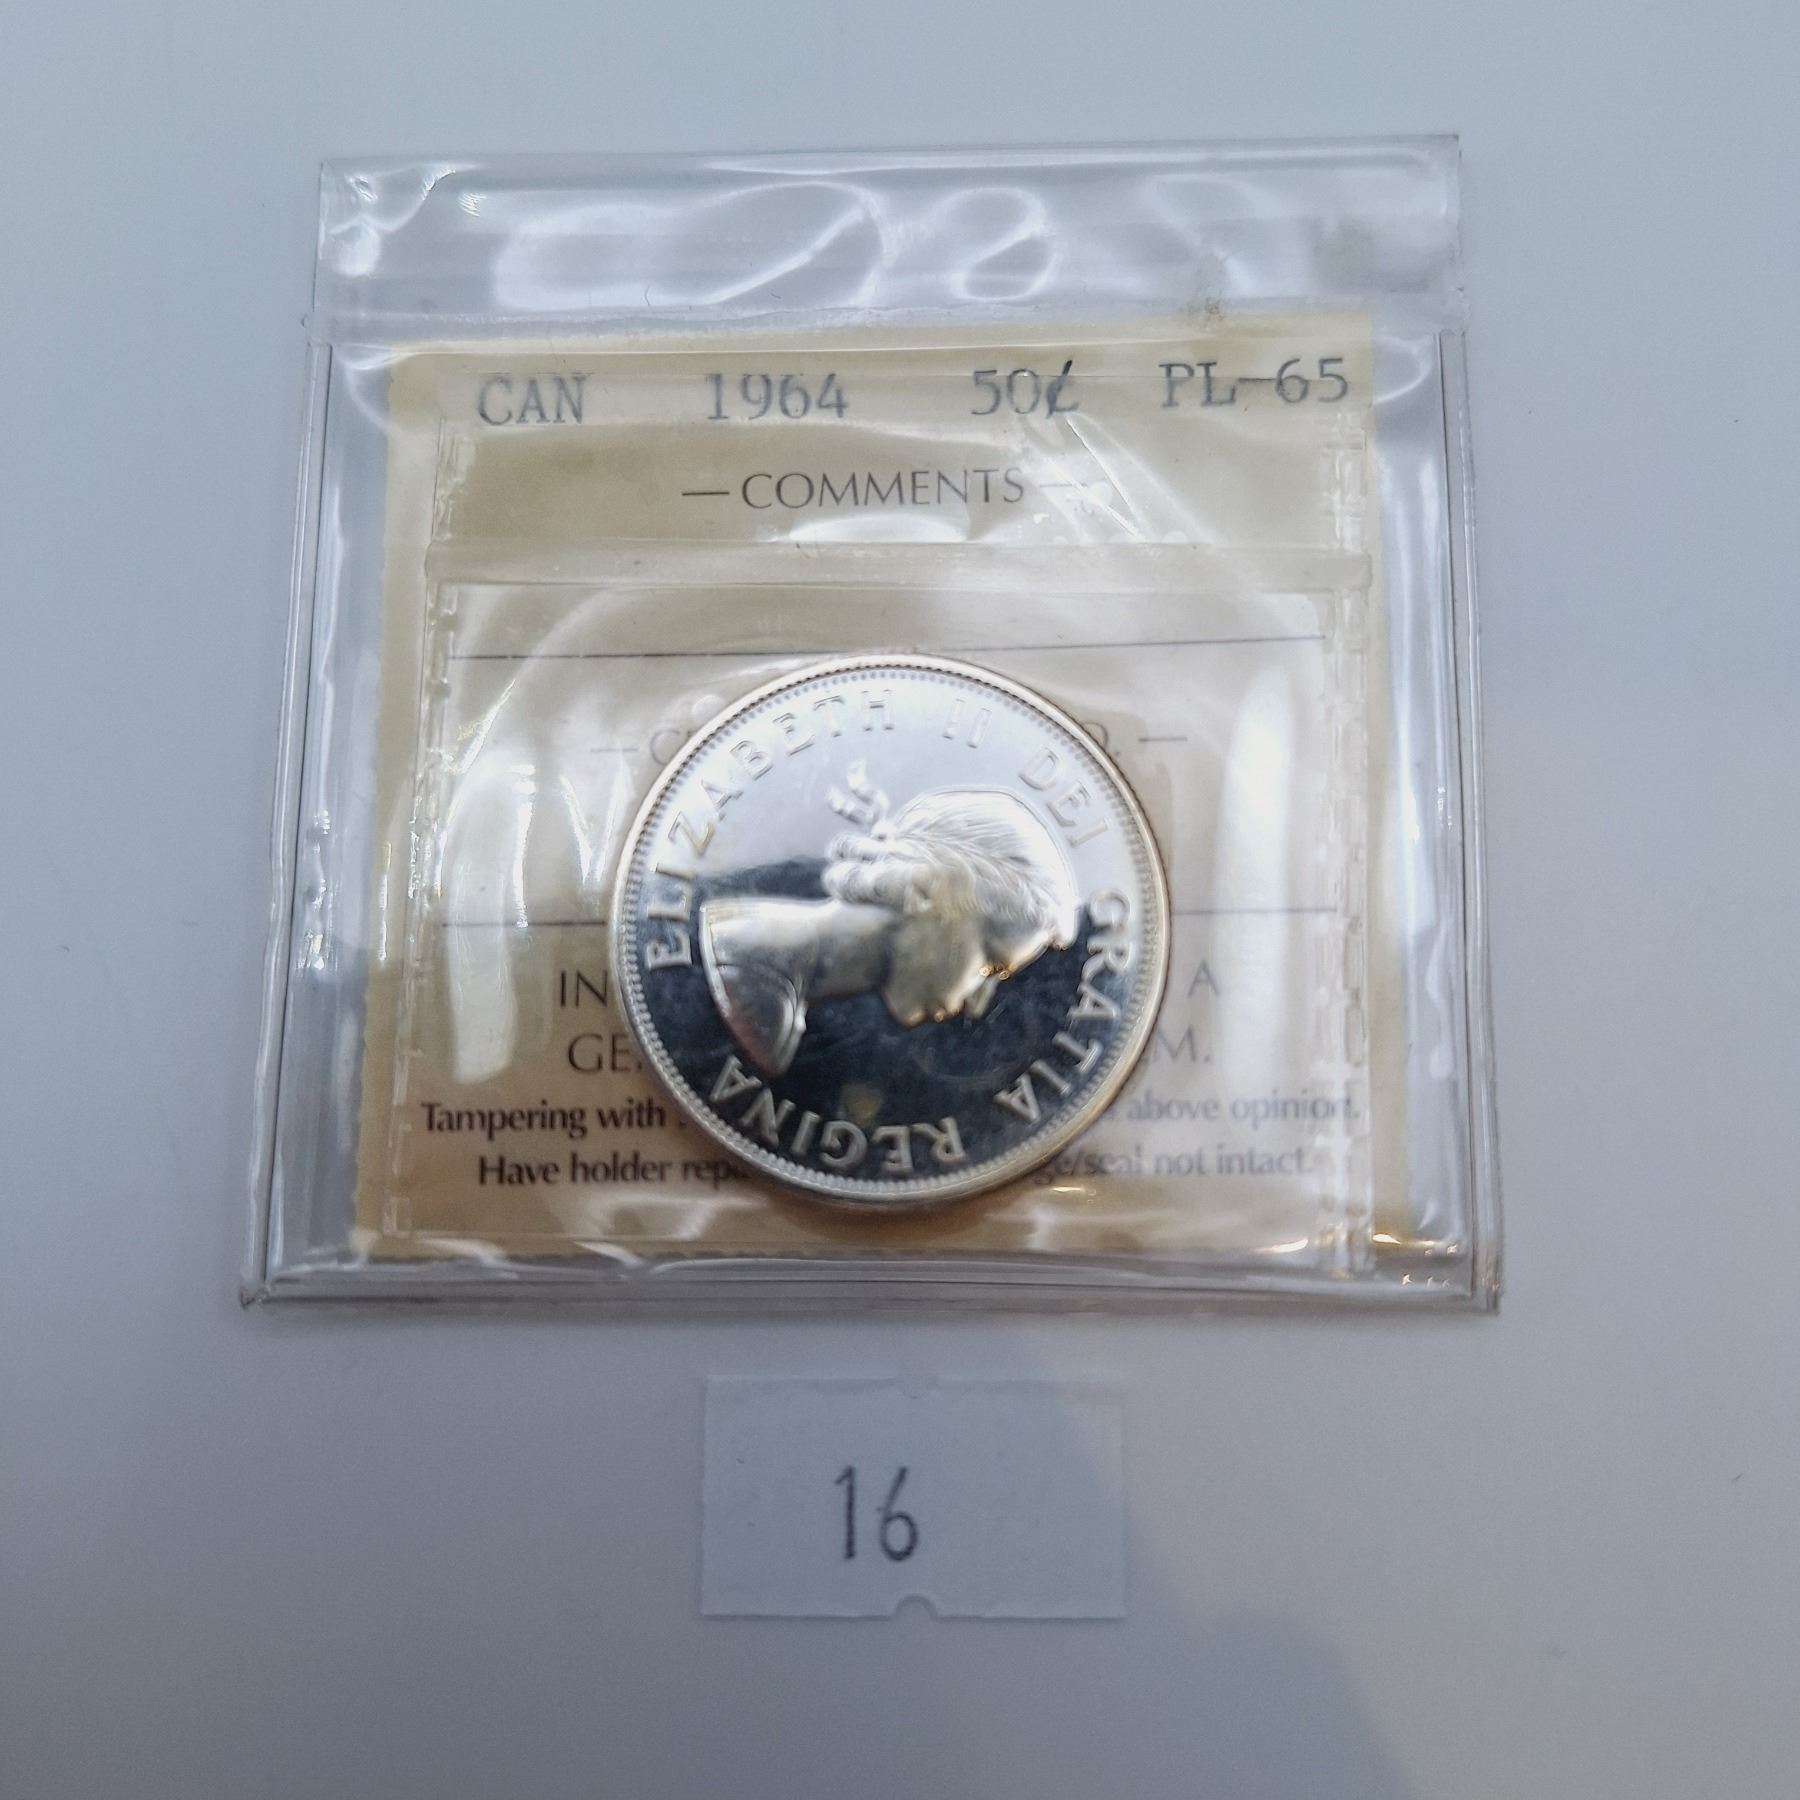 CAN 1964 50¢ PL-65
— COMMENTS —
ELIZABETH II DEI GRATIA REGINA
IN A
GE M.
Tampering with above opinion.
Have holder seal not intact.
16